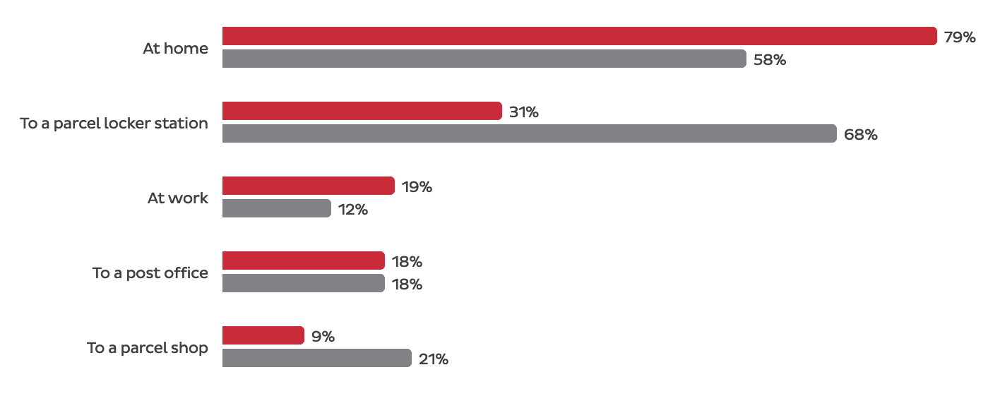 At home
79%
58%
To a parcel locker station
31%
68%
At work
19%
12%
To a post office
18%
18%
To a parcel shop
9%
21%